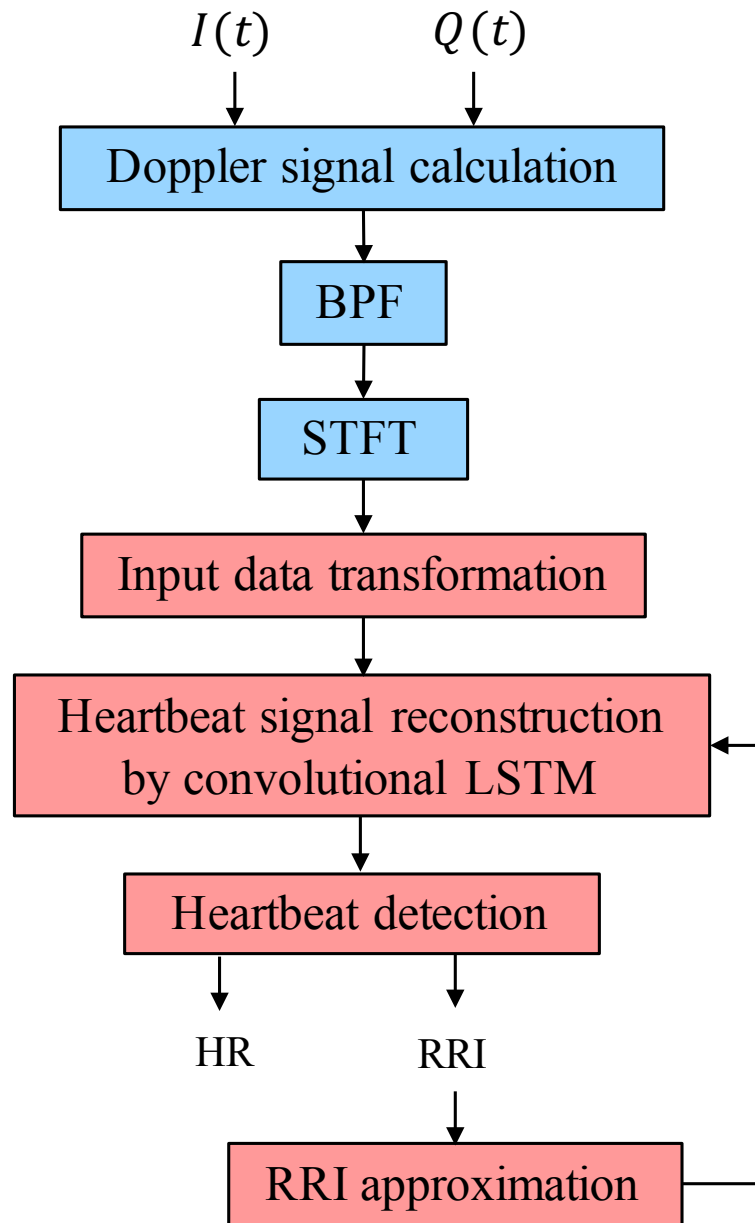 I(t) Q(t)
Doppler signal calculation
BPF
STFT
Input data transformation
Heartbeat signal reconstruction
by convolutional LSTM
Heartbeat detection
HR RRI
RRI approximation